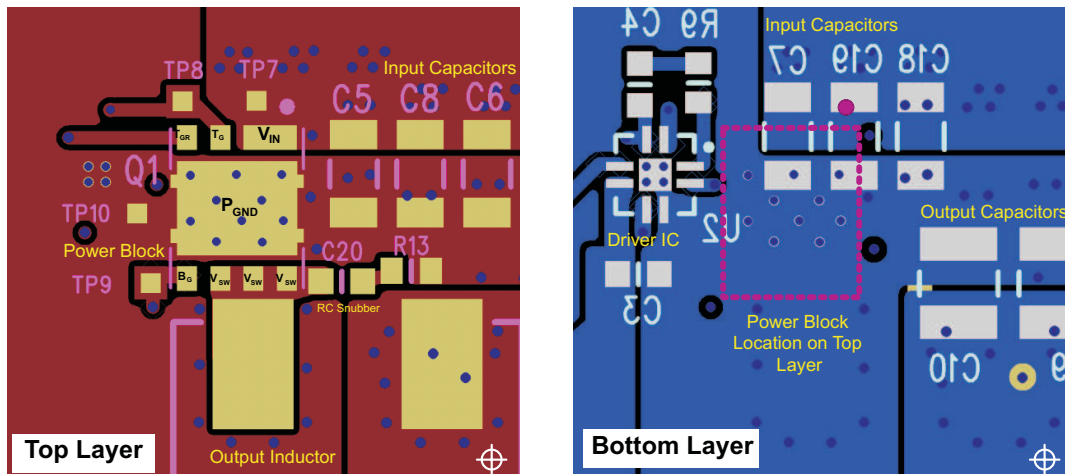 TP8
TP7
Input Capacitors
C5
C8
C6
TGR
TG
VIN
Q1
PGND
TP10
Power Block
TP9
BG
VSW
VSW
VSW
C20
R13
RC Snubber
Top Layer
Output Inductor
C4
R9
Input Capacitors
C7
C19
C18
Driver IC
U2
Output Capacitors
C3
Power Block
Location on Top
Layer
C10
9
Bottom Layer